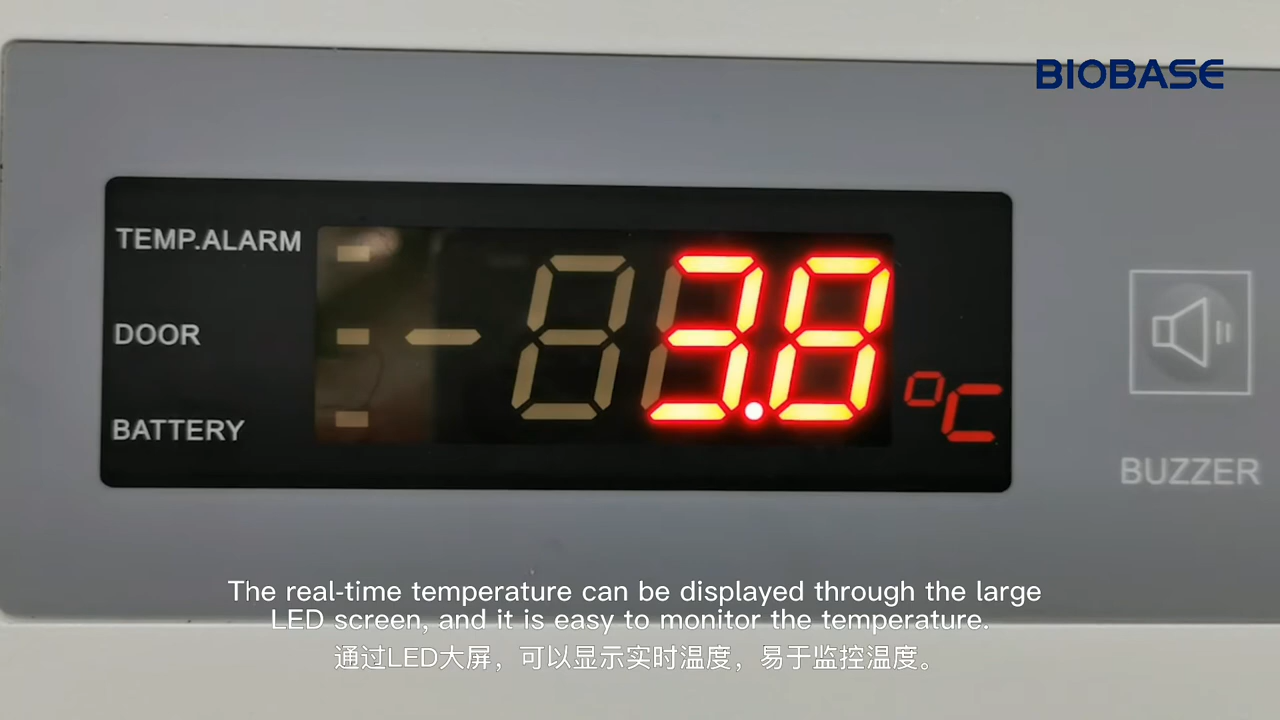 BIOBASE
TEMP.ALARM
DOOR
BATTERY
3.8
°C
BUZZER
The real-time temperature can be displayed through the large
LED screen, and it is easy to monitor the temperature.
通过LED大屏，可以显示实时温度，易于监控温度。